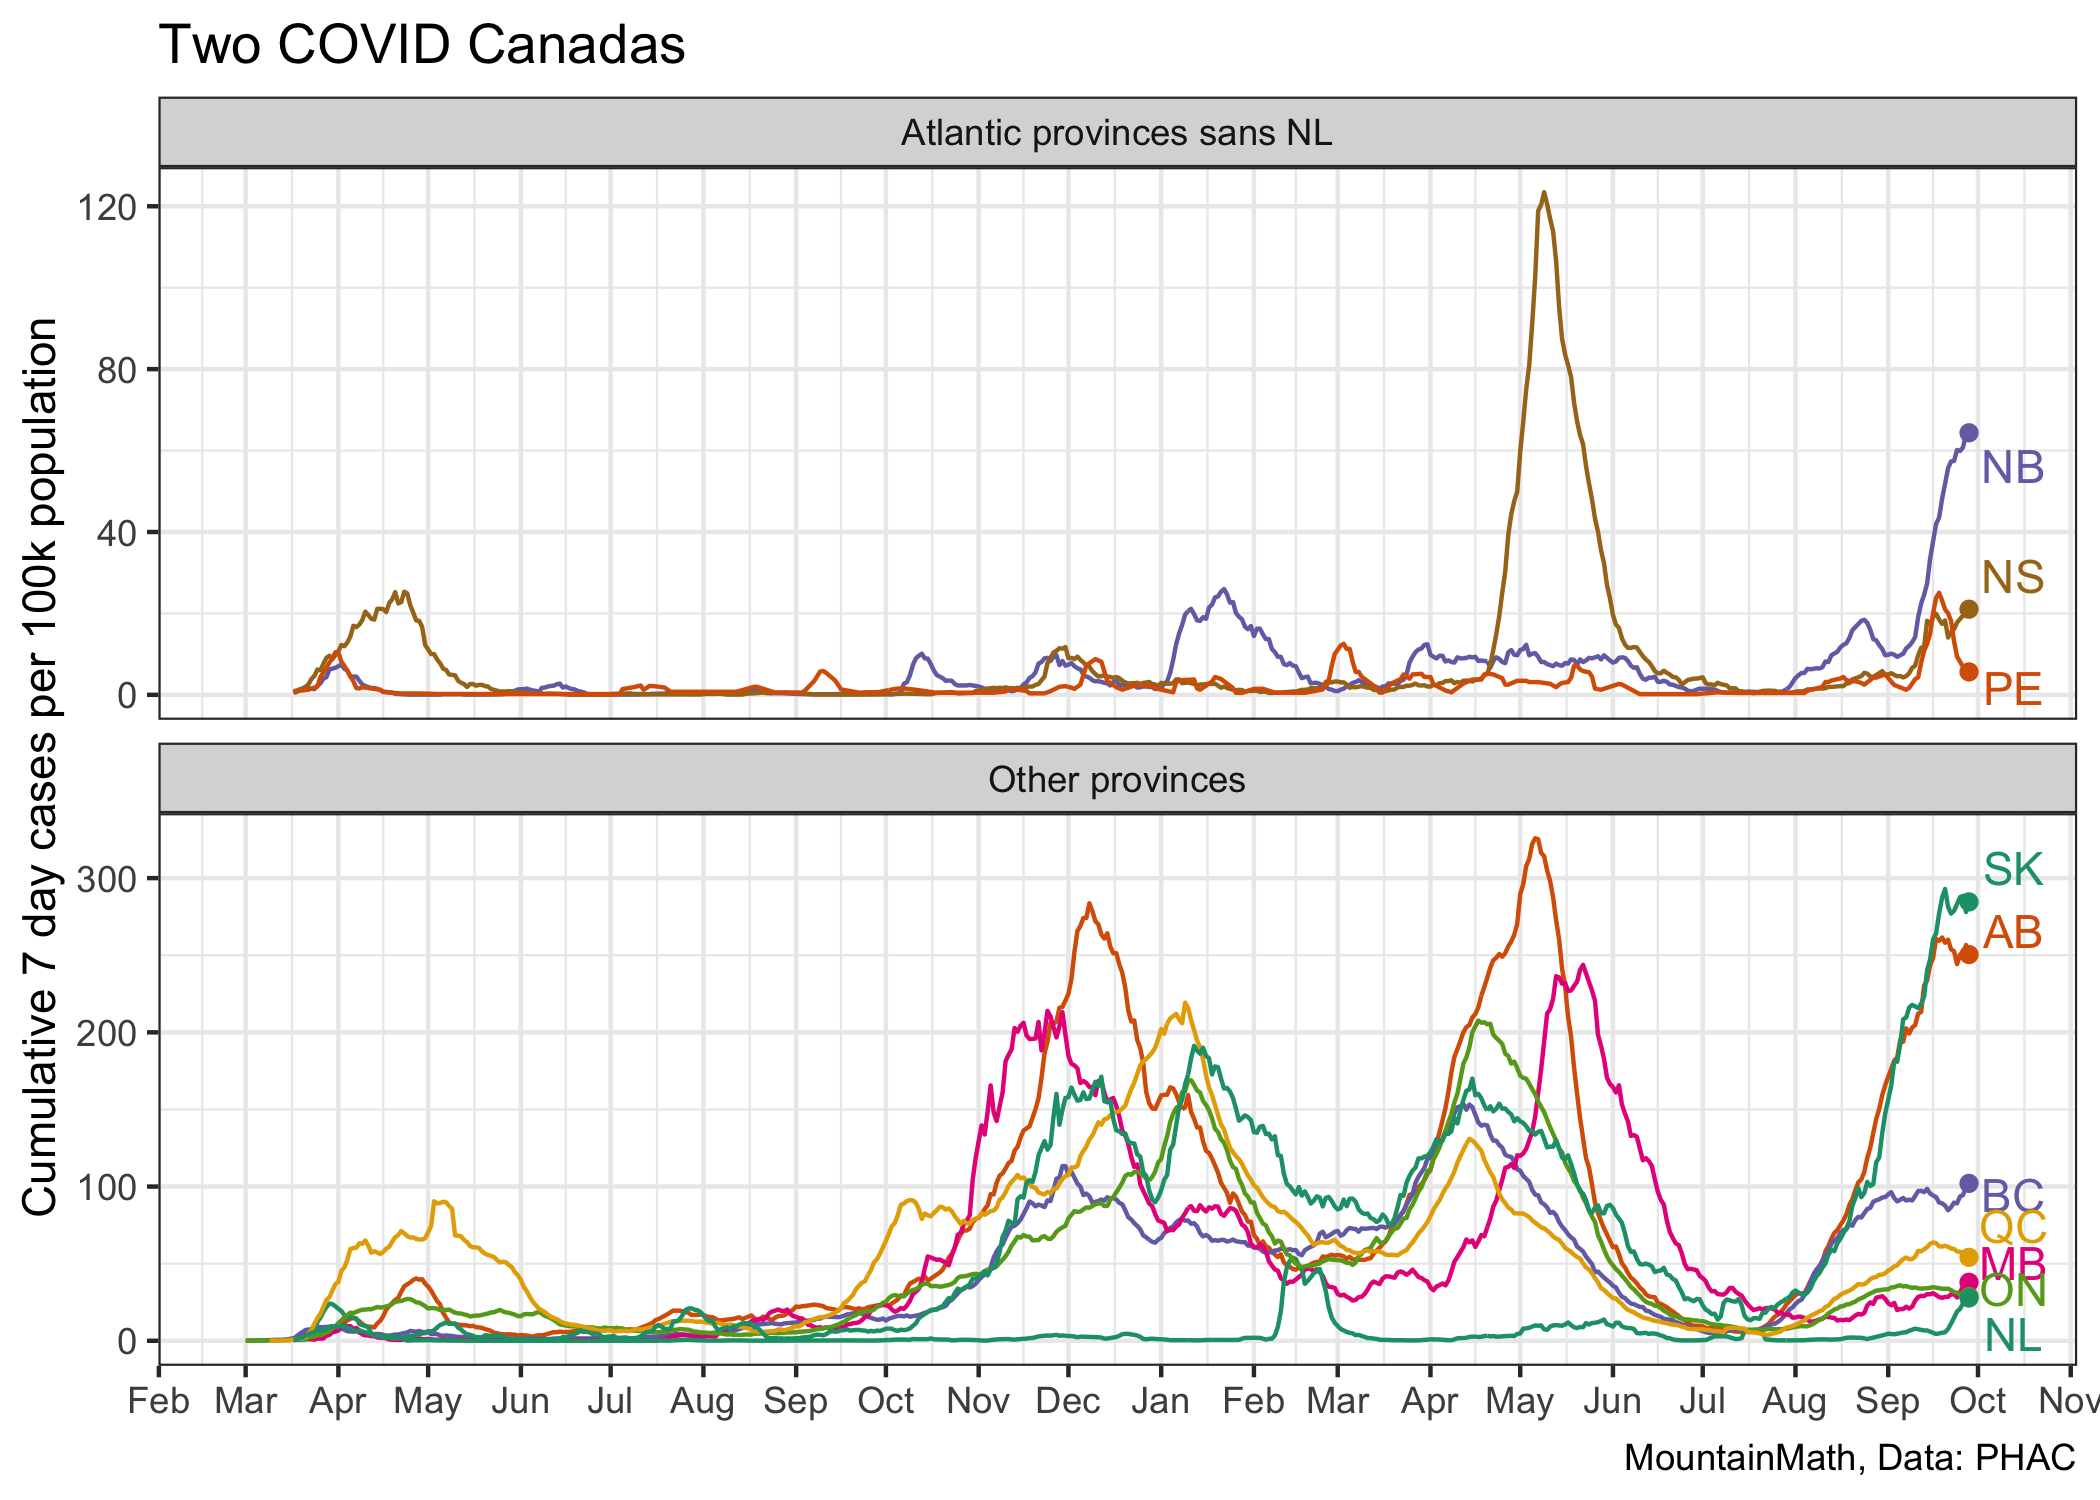 Two COVID Canadas
Cumulative 7 day cases per 100k population
Atlantic provinces sans NL
120
80
40
0
NB
NS
PE
Other provinces
300
200
100
0
SK
AB
BC
QC
MB
ON
NL
Feb Mar Apr May Jun Jul Aug Sep Oct Nov Dec Jan Feb Mar Apr May Jun Jul Aug Sep Oct Nov
MountainMath, Data: PHAC